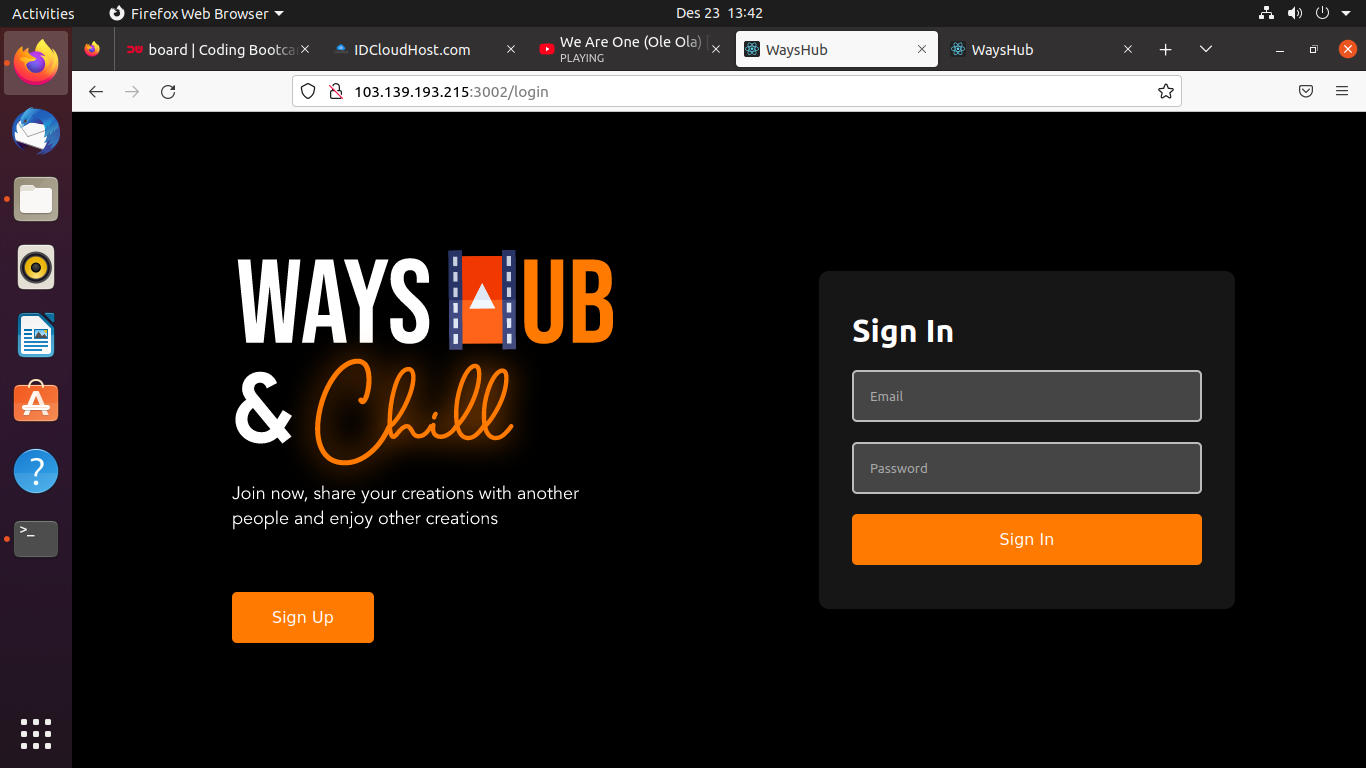 Activities
Firefox Web Browser
Des 23 13:42
board | Coding Bootca
IDCloudHost.com
We Are One (Ole Ola) [
PLAYING
WaysHub
WaysHub
103.139.193.215:3002/login
WAYS HUB
& Chill
Join now, share your creations with another
people and enjoy other creations
Sign Up
Sign In
Email
Password
Sign In